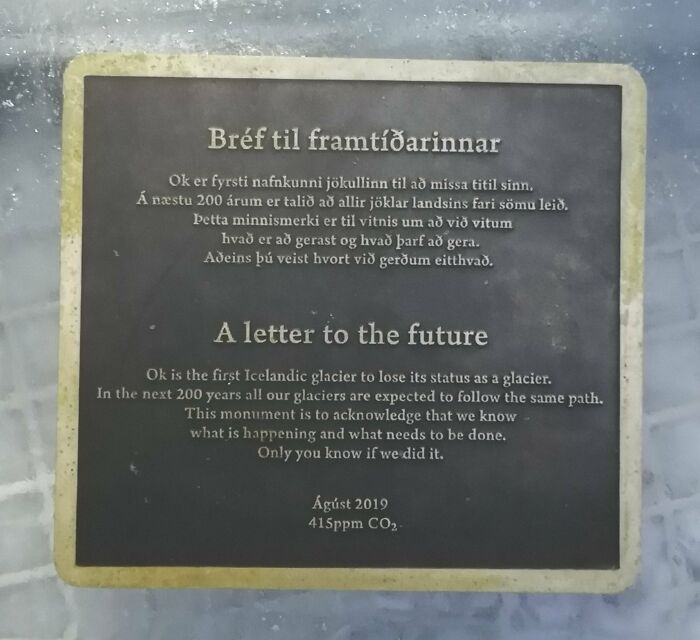 Bréf til framtíðarinnar
Ok er fyrsti nafnkunni jökullinn til að missa titil sinn.
Á næstu 200 árum er talið að allir jöklar landsins fari sömu leið.
Þetta minnismerki er til vitnis um að við vitum
hvað er að gerast og hvað þarf að gera.
Aðeins þú veist hvort við gerðum eitthvað.
A letter to the future
Ok is the first Icelandic glacier to lose its status as a glacier.
In the next 200 years all our glaciers are expected to follow the same path.
This monument is to acknowledge that we know
what is happening and what needs to be done.
Only you know if we did it.
Ágúst 2019
415ppm CO₂